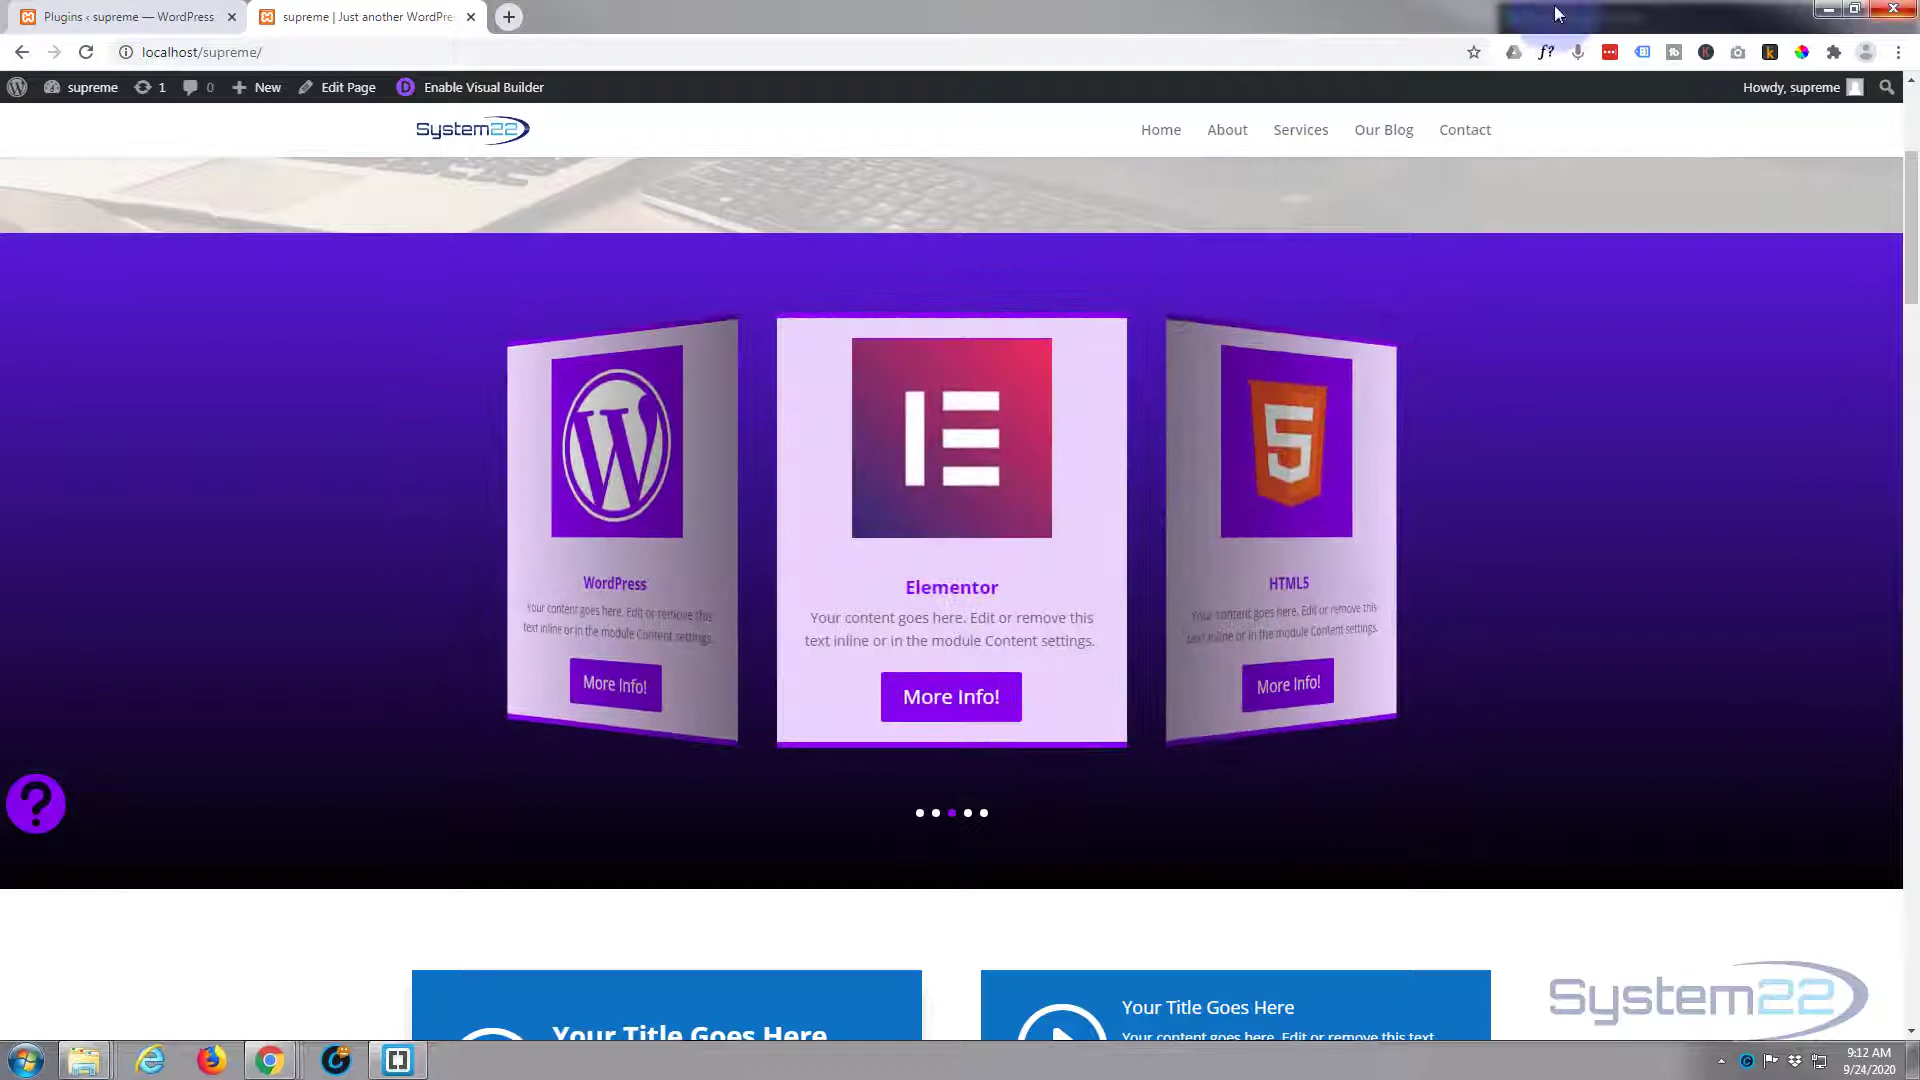 Plugins ‹ supreme — WordPress
supreme | Just another WordPre
localhost/supreme/
supreme
1
0
New
Edit Page
Enable Visual Builder
Howdy, supreme
System22
Home
About
Services
Our Blog
Contact
WordPress
Your content goes here. Edit or remove this
text inline or in the module Content settings.
More Info!
Elementor
Your content goes here. Edit or remove this
text inline or in the module Content settings.
More Info!
HTML5
Your content goes here. Edit or remove this
text inline or in the module Content settings.
More Info!
Your Title Goes Here
Your Title Goes Here
Your content goes here. Edit or remove this text
System22
9:12 AM
9/24/2020